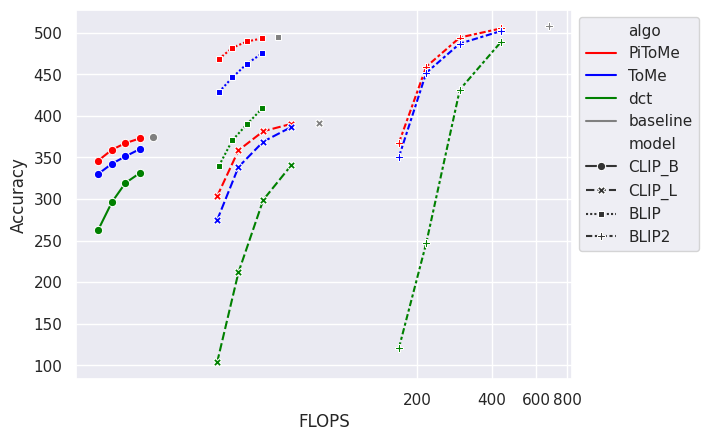 500
450
400
350
300
250
200
150
100
Accuracy
200 400 600 800
FLOPS
algo
PiToMe
ToMe
dct
baseline
model
CLIP_B
CLIP_L
BLIP
BLIP2